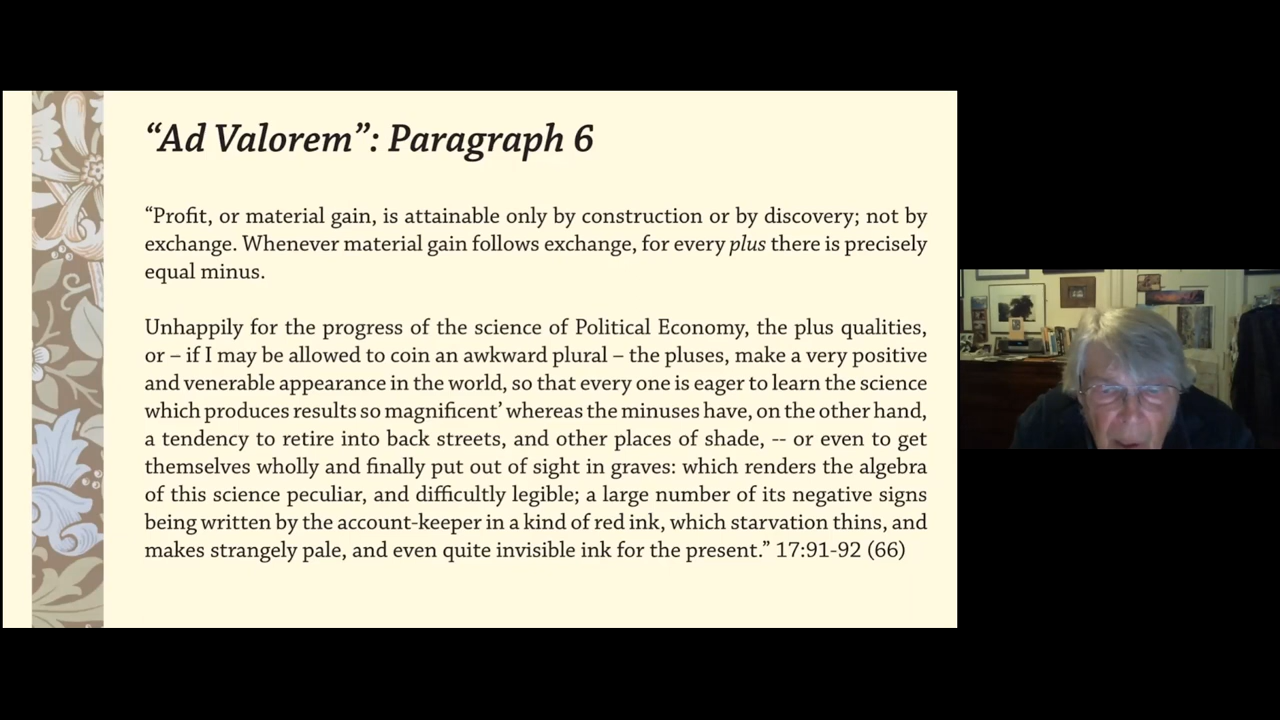 “Ad Valorem”: Paragraph 6
“Profit, or material gain, is attainable only by construction or by discovery; not by
exchange. Whenever material gain follows exchange, for every plus there is precisely
equal minus.
Unhappily for the progress of the science of Political Economy, the plus qualities,
or – if I may be allowed to coin an awkward plural – the pluses, make a very positive
and venerable appearance in the world, so that every one is eager to learn the science
which produces results so magnificent’ whereas the minuses have, on the other hand,
a tendency to retire into back streets, and other places of shade, -- or even to get
themselves wholly and finally put out of sight in graves: which renders the algebra
of this science peculiar, and difficultly legible; a large number of its negative signs
being written by the account-keeper in a kind of red ink, which starvation thins, and
makes strangely pale, and even quite invisible ink for the present.” 17:91-92 (66)